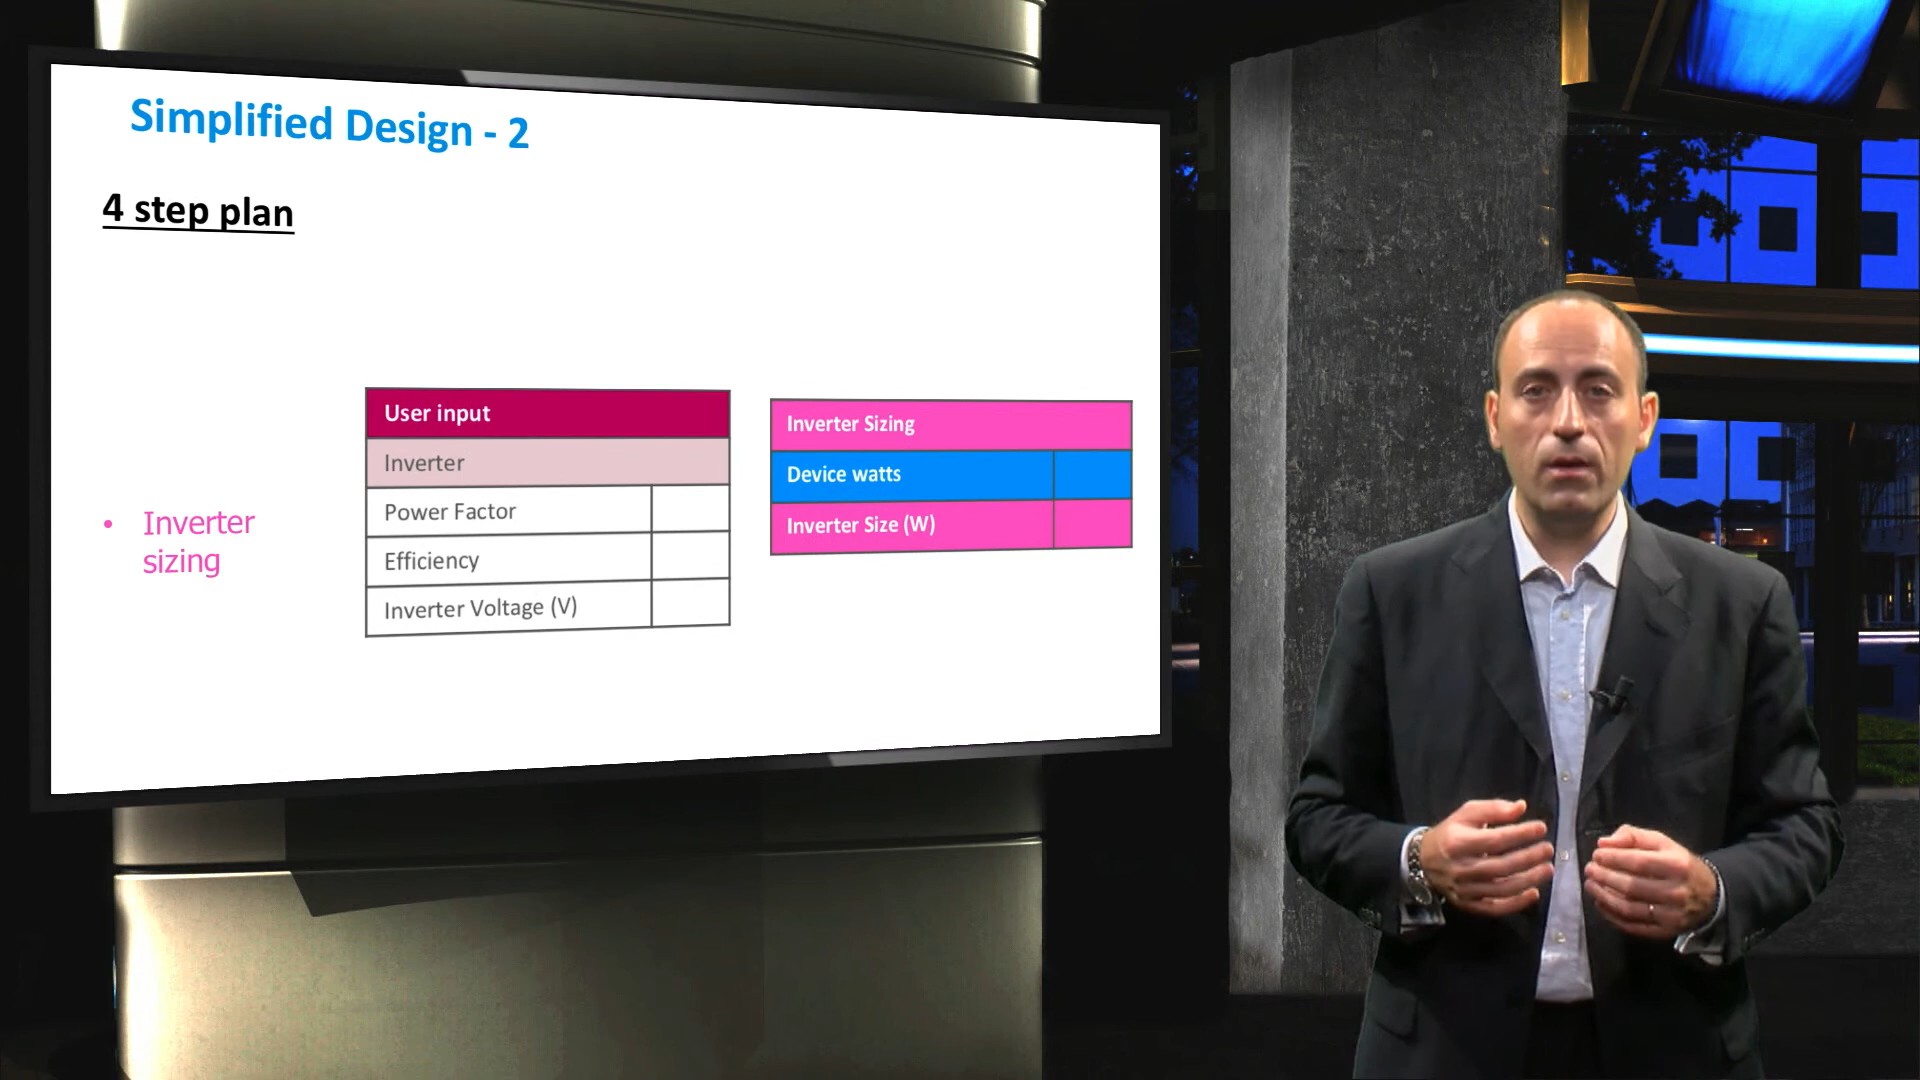 Simplified Design - 2
4 step plan
• Inverter
sizing
User input
Inverter
Power Factor
Efficiency
Inverter Voltage (V)
Inverter Sizing
Device watts
Inverter Size (W)